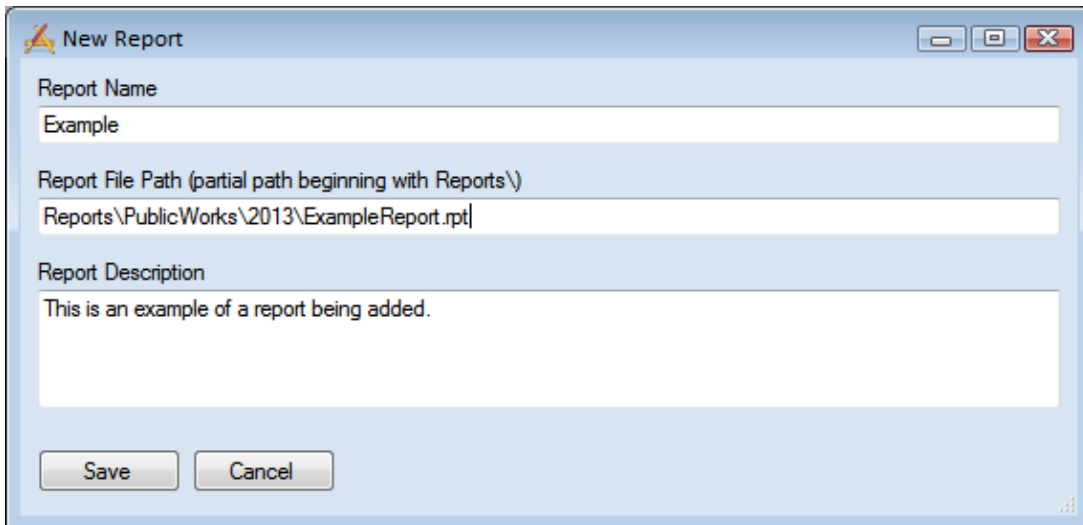 New Report
Report Name
Example
Report File Path (partial path beginning with Reports\)
Reports\PublicWorks\2013\ExampleReport.rpt
Report Description
This is an example of a report being added.
Save Cancel